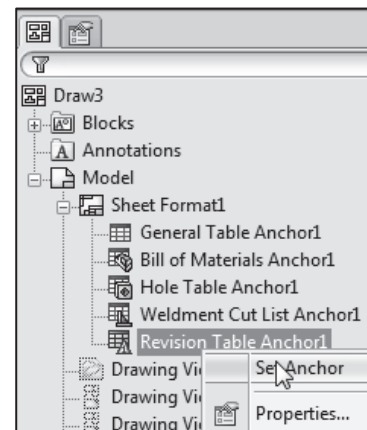 Draw3
Blocks
Annotations
Model
Sheet Format1
General Table Anchor1
Bill of Materials Anchor1
Hole Table Anchor1
Weldment Cut List Anchor1
Revision Table Anchor1
Drawing Vi
Set Anchor
Drawing Vi
Properties...
Drawing Vi